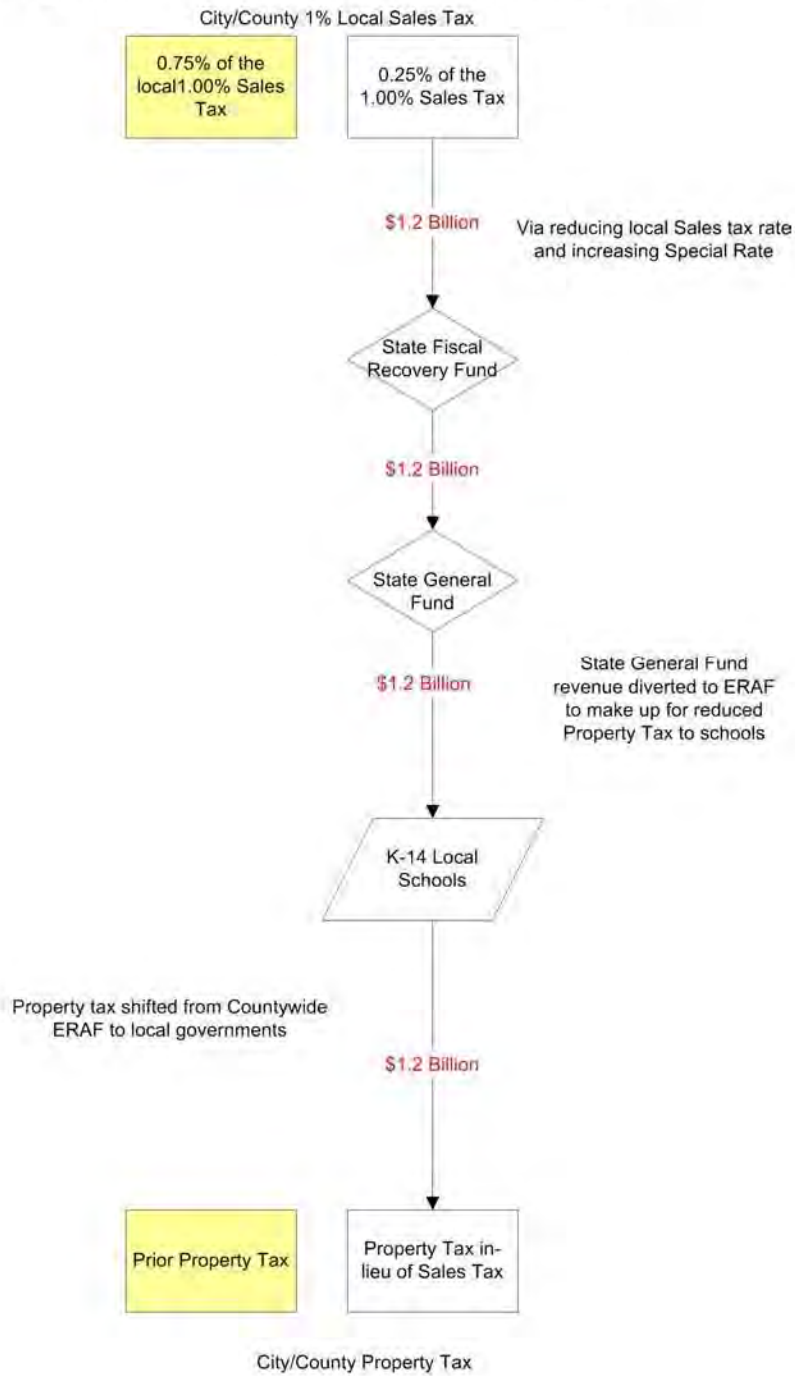 City/County 1% Local Sales Tax
0.75% of the
local1.00% Sales
Tax
0.25% of the
1.00% Sales Tax
$1.2 Billion
Via reducing local Sales tax rate
and increasing Special Rate
State Fiscal
Recovery Fund
$1.2 Billion
State General
Fund
$1.2 Billion
State General Fund
revenue diverted to ERAF
to make up for reduced
Property Tax to schools
K-14 Local
Schools
Property tax shifted from Countywide
ERAF to local governments
$1.2 Billion
Prior Property Tax
Property Tax in-
lieu of Sales Tax
City/County Property Tax